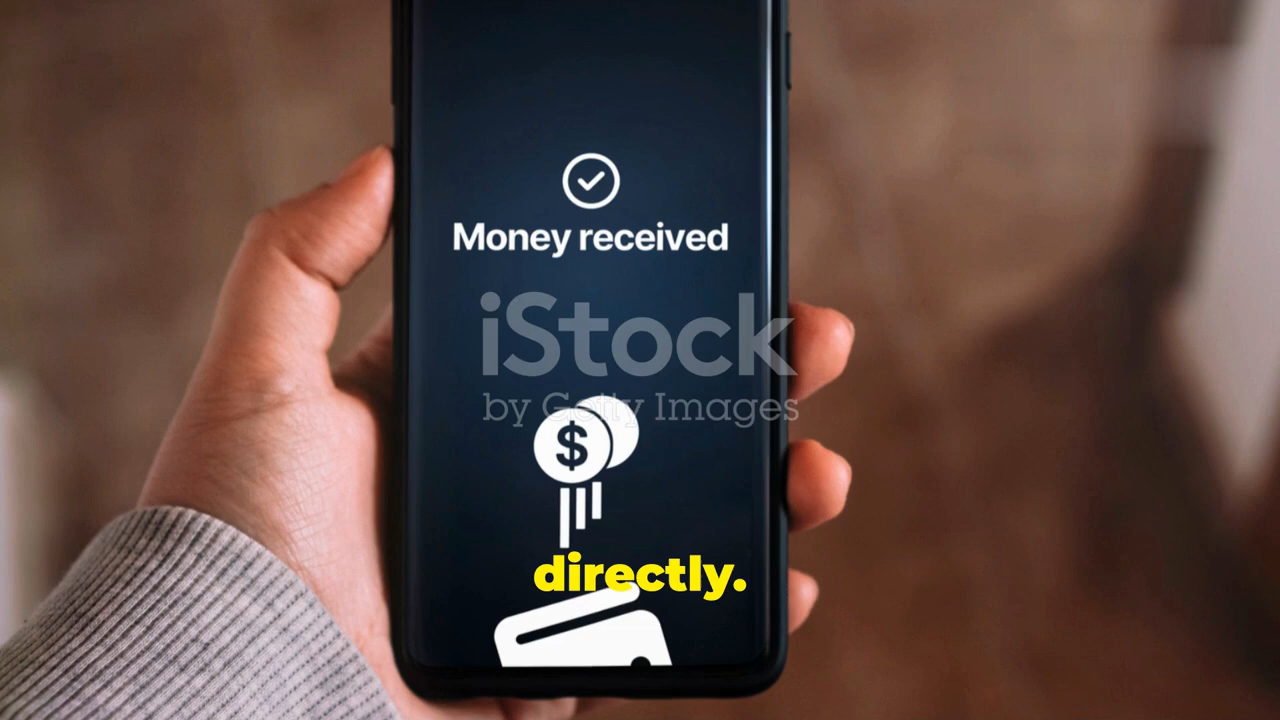 Money received
iStock
by Getty Images
$
directly.